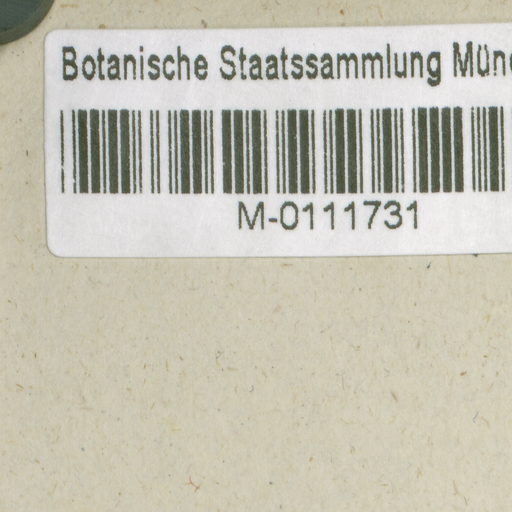 Botanische Staatssammlung Mün
M-0111731